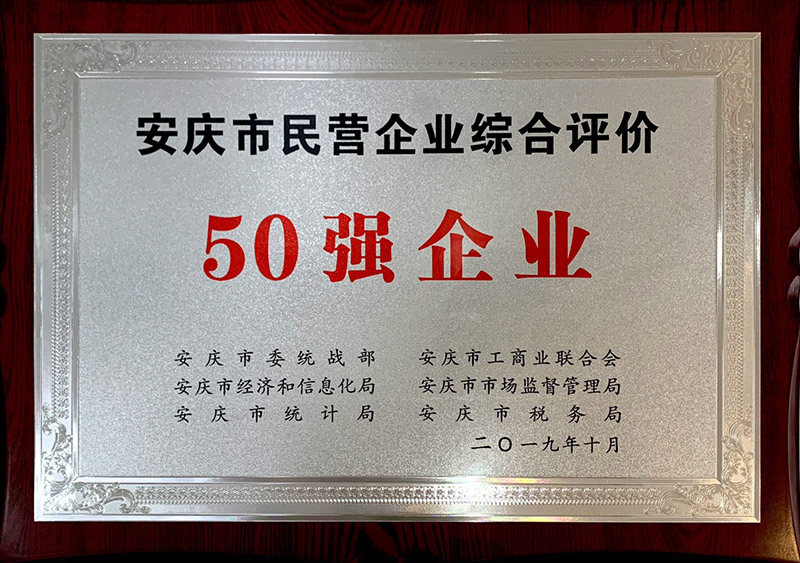 安庆市民营企业综合评价
50强企业
安庆市委统战部 安庆市工商业联合会
安庆市经济和信息化局 安庆市市场监督管理局
安庆市统计局 安庆市税务局
二〇一九年十月